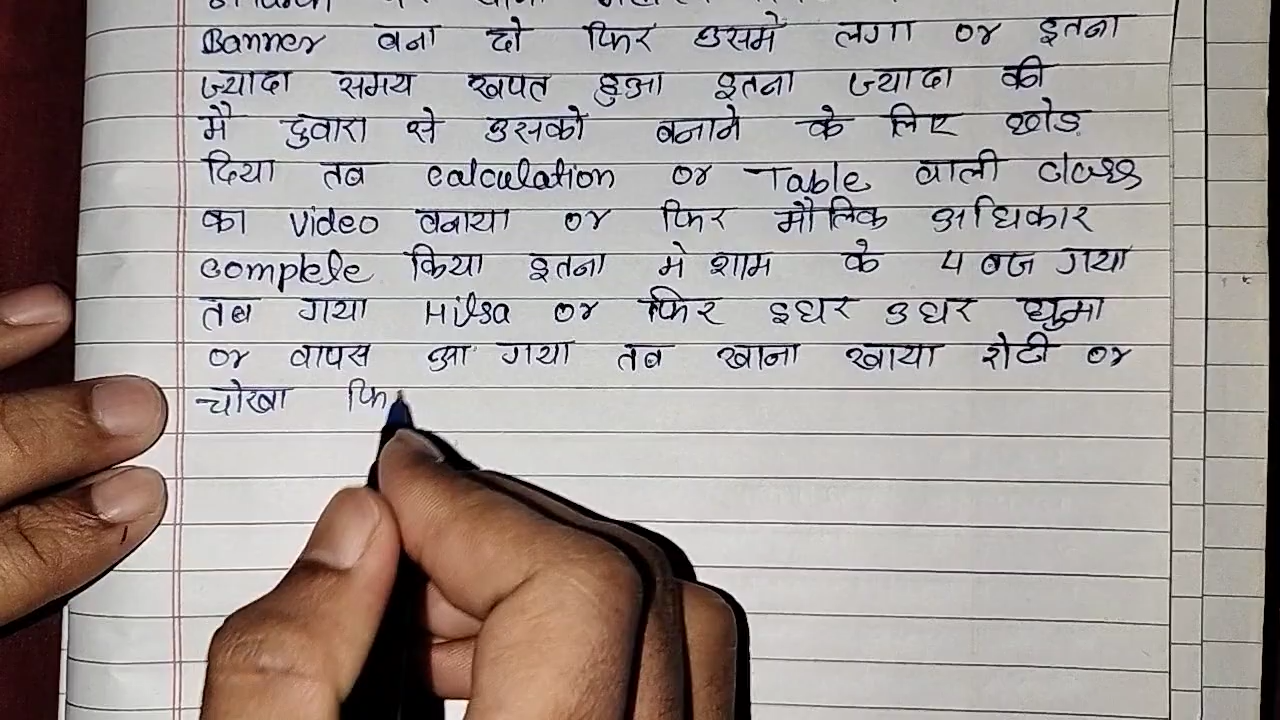 Banner बना दो फिर उसमे लगा or इतना
ज्यादा समय खपत हुआ इतना ज्यादा की
मै दुवारा से उसको बनाने के लिए छोड़
दिया तब calculation or Table वाली class
का video बनाया or फिर मौलिक अधिकार
complete किया इतना मे शाम के 4 बज गया
तब गया Hilsa or फिर इधर उधर घुमा
or वापस आ गया तब खाना खाया रोटी or
चोखा फि